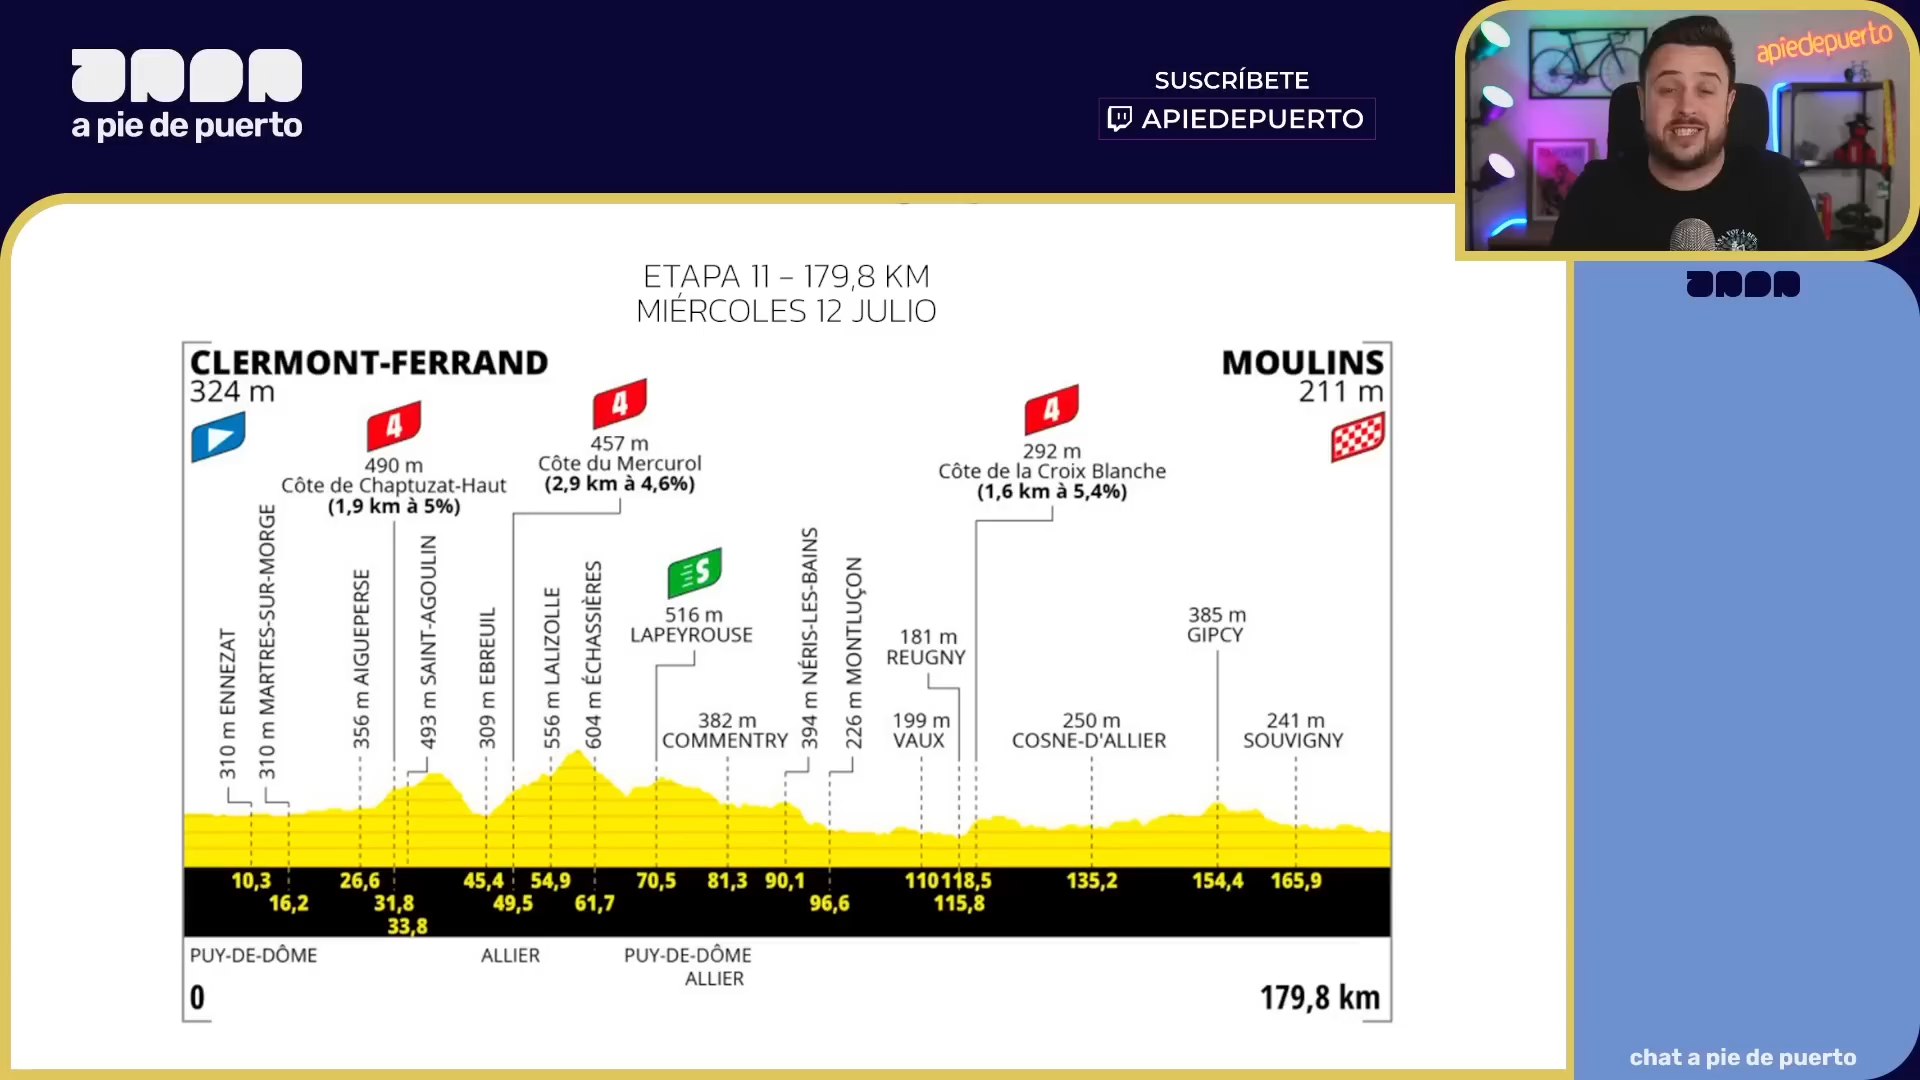 a pie de puerto
SUSCRÍBETE
APIEDEPUERTO
apiedepuerto
ETAPA 11 – 179,8 KM
MIÉRCOLES 12 JULIO
CLERMONT-FERRAND
324 m
MOULINS
211 m
4
490 m
Côte de Chaptuzat-Haut
(1,9 km à 5%)
4
457 m
Côte du Mercurol
(2,9 km à 4,6%)
4
292 m
Côte de la Croix Blanche
(1,6 km à 5,4%)
310 m ENNEZAT
310 m MARTRES-SUR-MORGE
356 m AIGUEPERSE
493 m SAINT-AGOULIN
309 m EBREUIL
556 m LALIZOLLE
604 m ÉCHASSIÈRES
S
516 m
LAPEYROUSE
382 m
COMMENTRY
394 m NÉRIS-LES-BAINS
226 m MONTLUÇON
199 m
VAUX
181 m
REUGNY
250 m
COSNE-D'ALLIER
385 m
GIPCY
241 m
SOUVIGNY
10,3
16,2
26,6
31,8
33,8
45,4
49,5
54,9
61,7
70,5
81,3
90,1
96,6
110
115,8
118,5
135,2
154,4
165,9
PUY-DE-DÔME
ALLIER
PUY-DE-DÔME
ALLIER
0
179,8 km
chat a pie de puerto